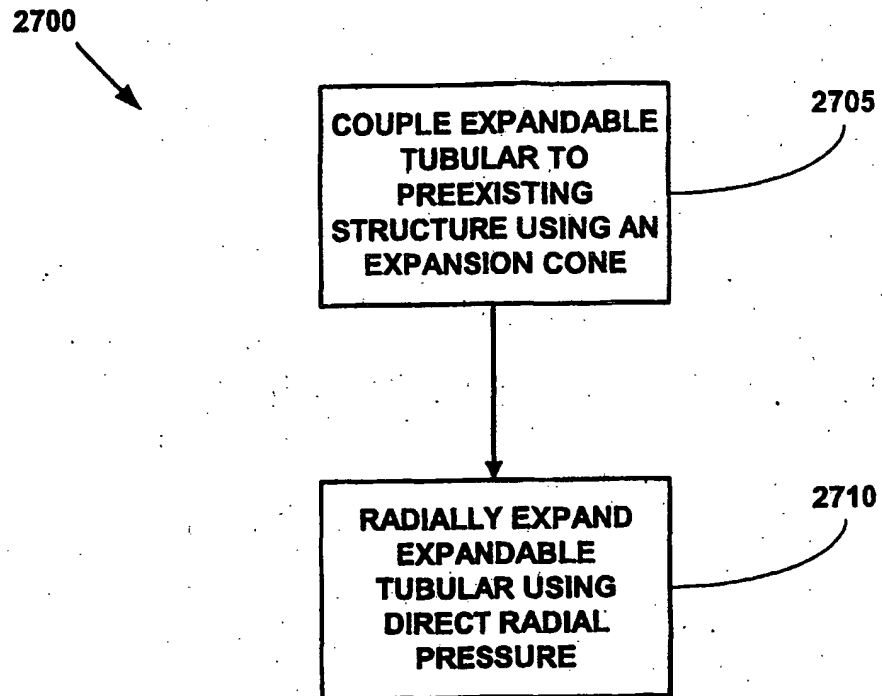 2700
2705
COUPLE EXPANDABLE
TUBULAR TO
PREEXISTING
STRUCTURE USING AN
EXPANSION CONE
2710
RADIALLY EXPAND
EXPANDABLE
TUBULAR USING
DIRECT RADIAL
PRESSURE